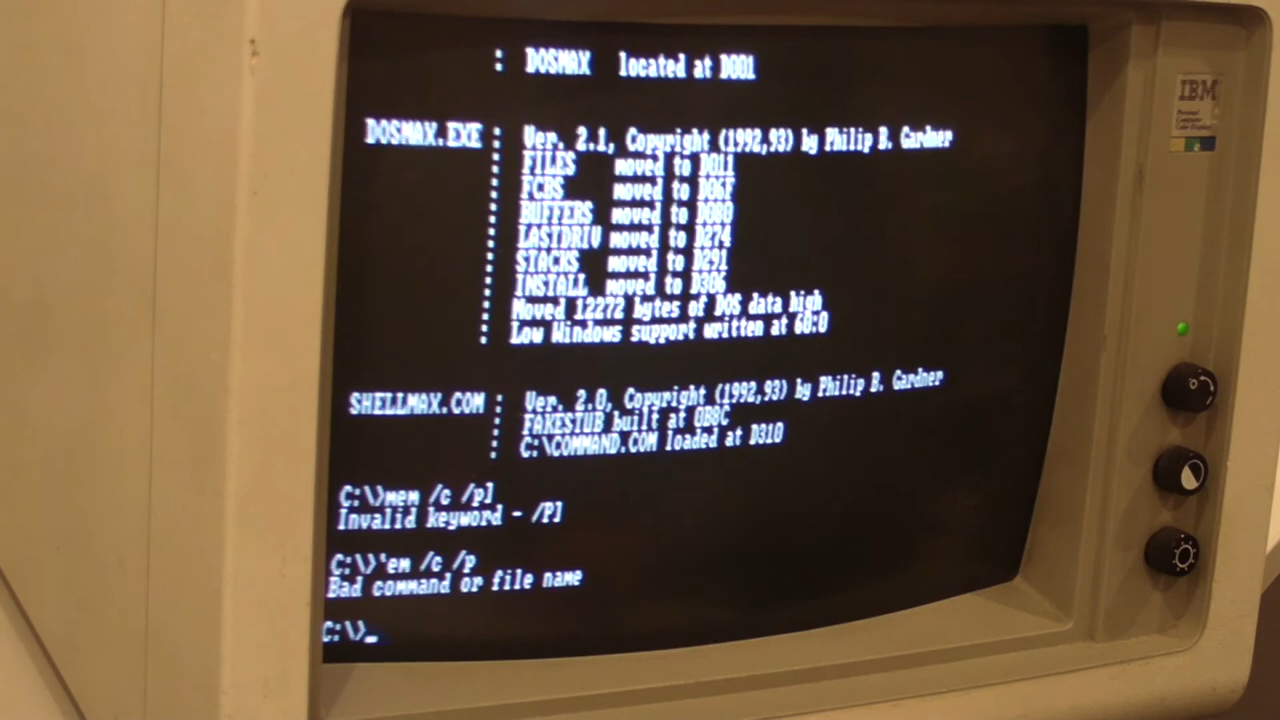 : DOSMAX located at D001
DOSMAX.EXE : Ver. 2.1, Copyright (1992,93) by Philip B. Gardner
: FILES moved to D011
: FCBS moved to D06F
: BUFFERS moved to D080
: LASTDRIV moved to D274
: STACKS moved to D291
: INSTALL moved to D306
: Moved 12272 bytes of DOS data high
: Low Windows support written at 60:0
SHELLMAX.COM : Ver. 2.0, Copyright (1992,93) by Philip B. Gardner
: FAKESTUB built at 0B8C
: C:\COMMAND.COM loaded at D310
C:\>mem /c /p]
Invalid keyword - /P]
C:\>'em /c /p
Bad command or file name
C:\>_
IBM
Personal
Computer
Color Display